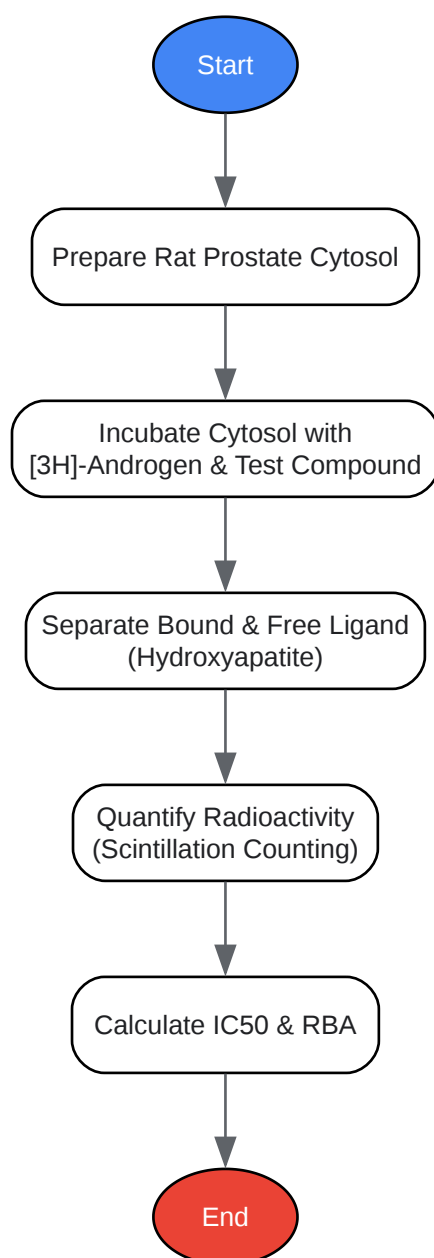 Start
Prepare Rat Prostate Cytosol
Incubate Cytosol with
[3H]-Androgen & Test Compound
Separate Bound & Free Ligand
(Hydroxyapatite)
Quantify Radioactivity
(Scintillation Counting)
Calculate IC50 & RBA
End